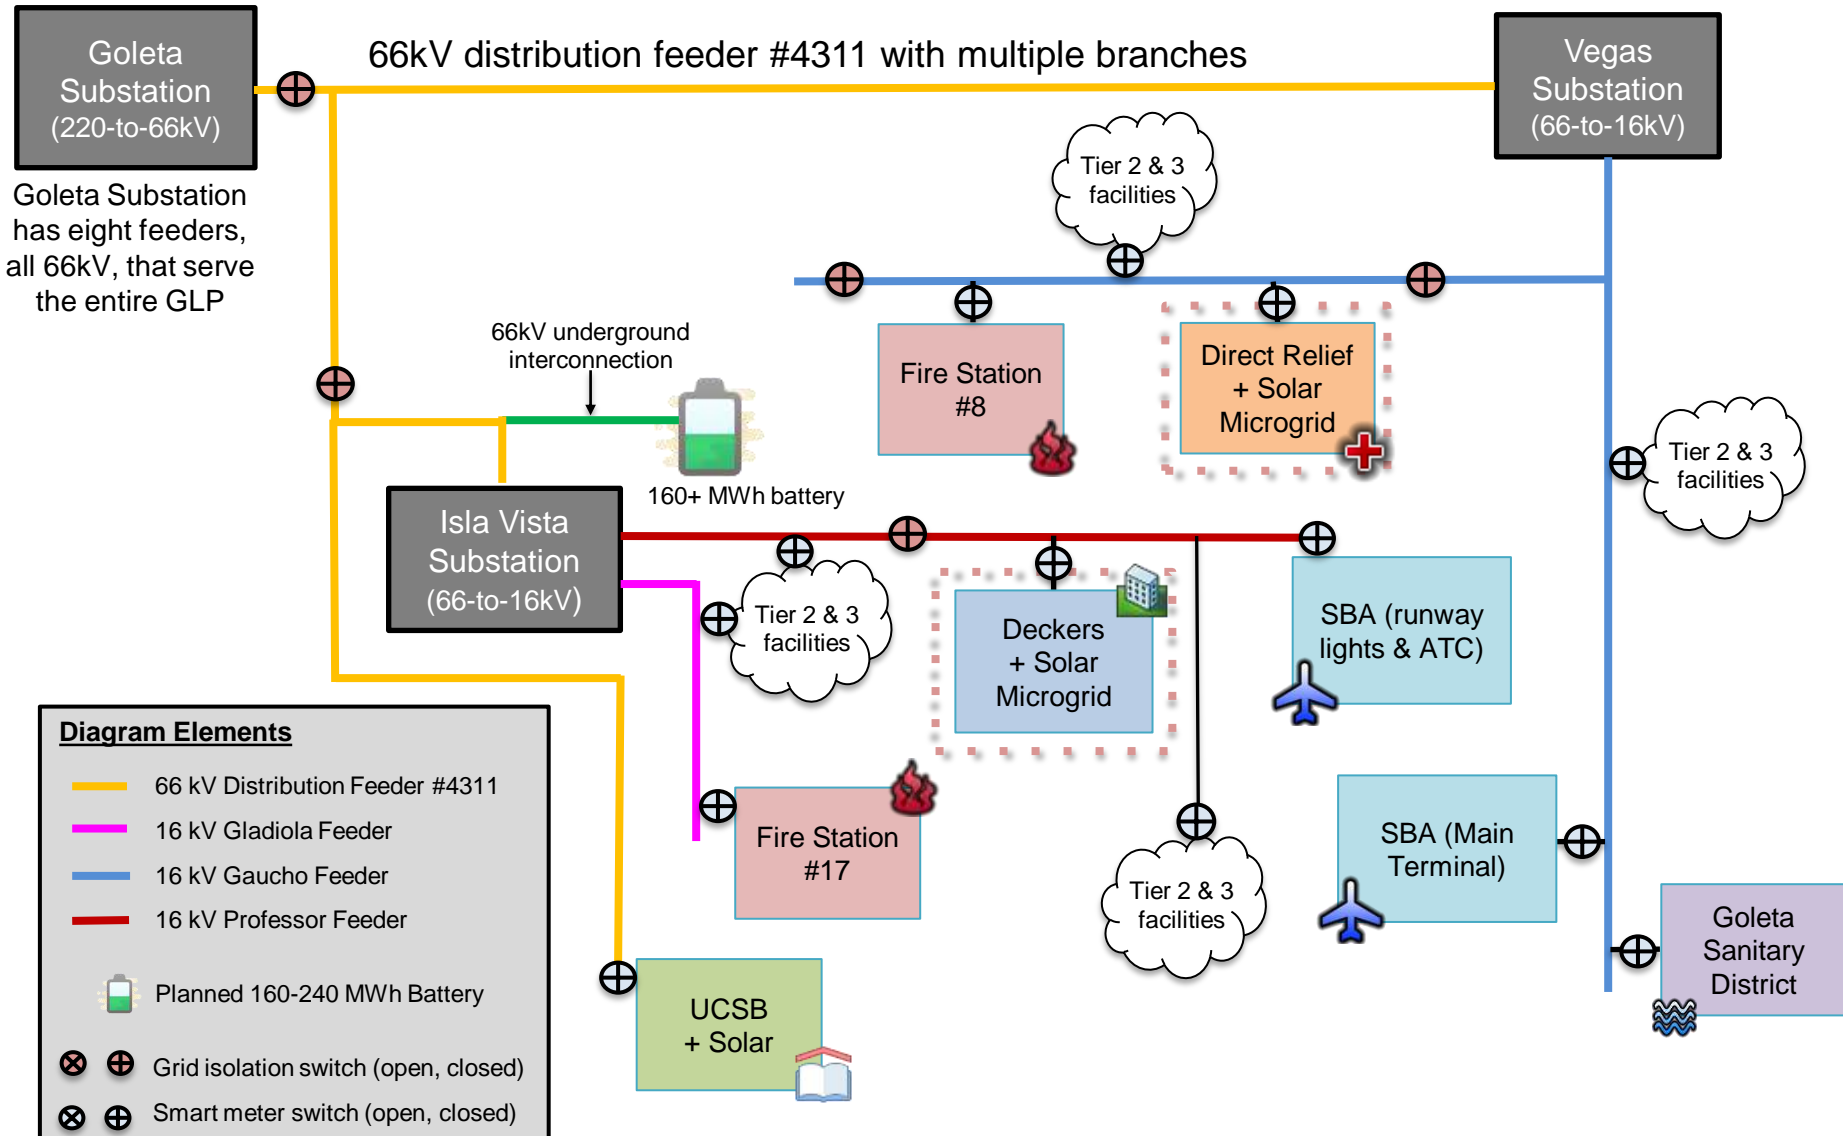 Goleta
Substation
(220-to-66kV)
66kV distribution feeder #4311 with multiple branches
Vegas
Substation
(66-to-16kV)
Goleta Substation
has eight feeders,
all 66kV, that serve
the entire GLP
Tier 2 & 3
facilities
66kV underground
interconnection
160+ MWh battery
Fire Station
#8
Direct Relief
+ Solar
Microgrid
Tier 2 & 3
facilities
Isla Vista
Substation
(66-to-16kV)
Tier 2 & 3
facilities
Deckers
+ Solar
Microgrid
SBA (runway
lights & ATC)
Fire Station
#17
Tier 2 & 3
facilities
SBA (Main
Terminal)
Goleta
Sanitary
District
UCSB
+ Solar
Diagram Elements
66 kV Distribution Feeder #4311
16 kV Gladiola Feeder
16 kV Gaucho Feeder
16 kV Professor Feeder
Planned 160-240 MWh Battery
Grid isolation switch (open, closed)
Smart meter switch (open, closed)